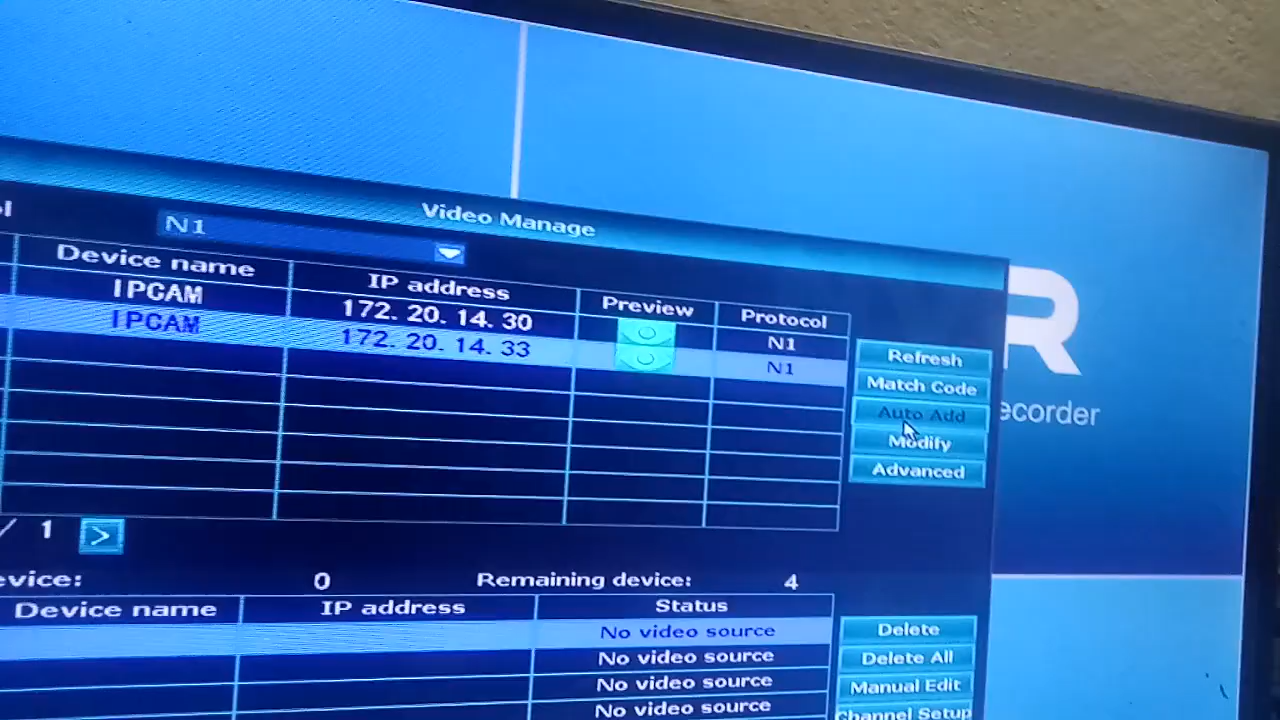 Video Manage
ol N1
Device name IP address Preview Protocol
IPCAM 172. 20. 14. 30 N1
IPCAM 172. 20. 14. 33 N1
Refresh
Match Code
Auto Add
Modify
Advanced
R
ecorder
/ 1 >
evice: 0 Remaining device: 4
Device name IP address Status
No video source
No video source
No video source
No video source
Delete
Delete All
Manual Edit
Channel Setup